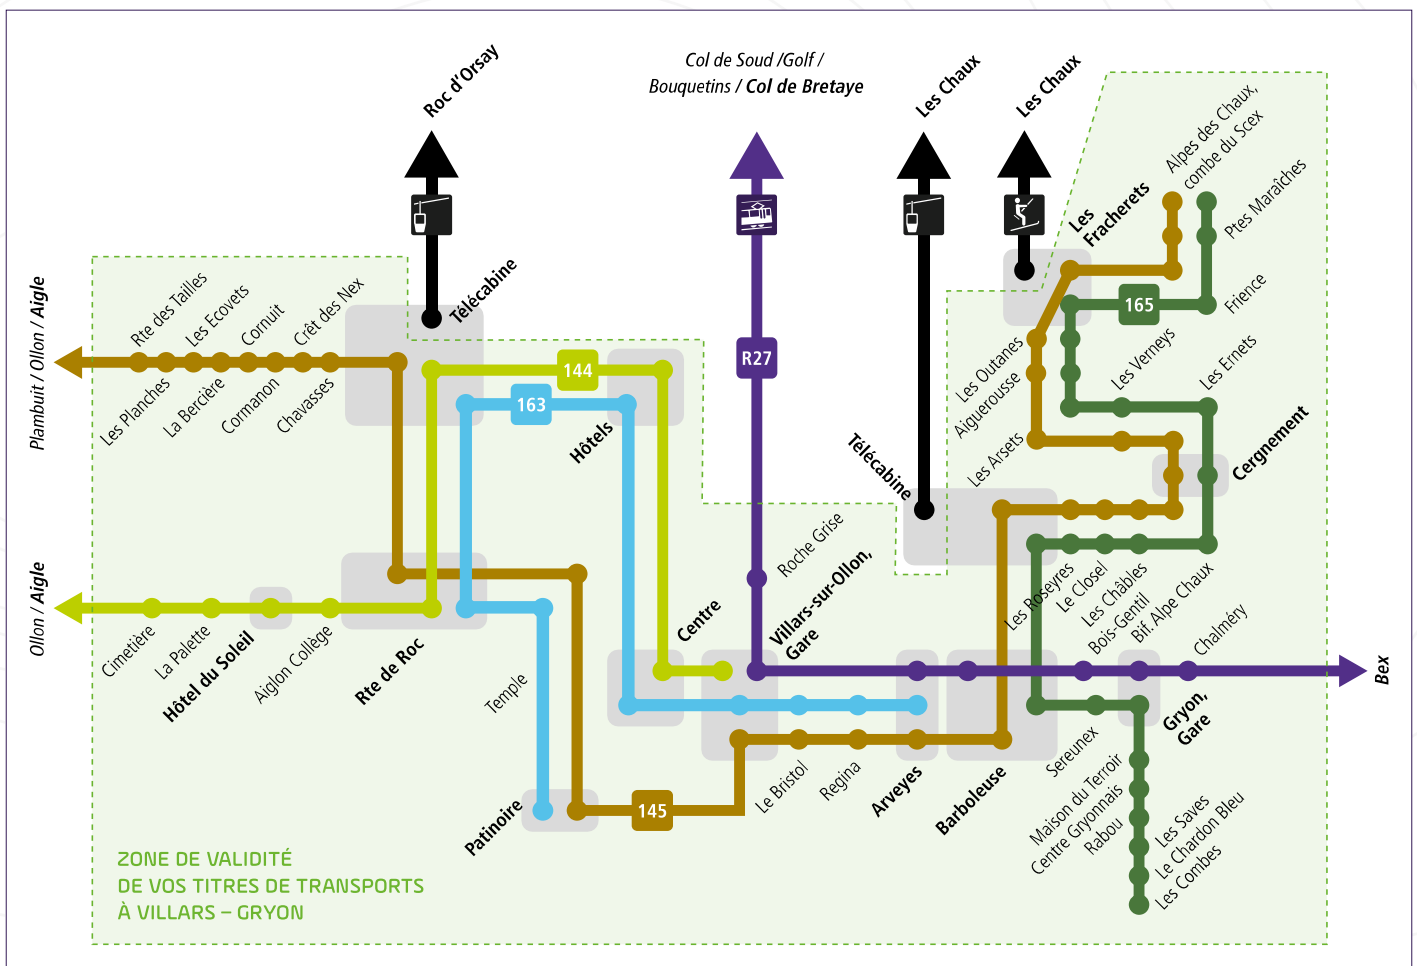 Roc d'Orsay
Col de Soud /Golf /
Bouquetins / Col de Bretaye
Les Chaux
Les Chaux
Alpes des Chaux,
combe du Scex
Ptes Maraîches
Les
Fracherets
Télécabine
Plambuit / Ollon / Aigle
Rte des Tailles
Les Ecovets
Cornuit
Crêt des Nex
Les Planches
La Bercière
Cormanon
Chavasses
144
163
Hôtels
R27
165
Frience
Les Outanes
Aiguerousse
Les Verneys
Les Ernets
Les Arsets
Télécabine
Cergnement
Roche Grise
Villars-sur-Ollon,
Gare
Centre
Les Roseyres
Le Closel
Les Châbles
Bois-Gentil
Bif. Alpe Chaux
Chalméry
Ollon / Aigle
Cimetière
La Palette
Hôtel du Soleil
Aiglon Collège
Rte de Roc
Temple
Bex
Gryon,
Gare
Patinoire
145
Le Bristol
Regina
Arveyes
Barboleuse
Sereunex
Maison du Terroir
Centre Gryonnais
Rabou
Les Saves
Le Chardon Bleu
Les Combes
ZONE DE VALIDITÉ
DE VOS TITRES DE TRANSPORTS
À VILLARS – GRYON